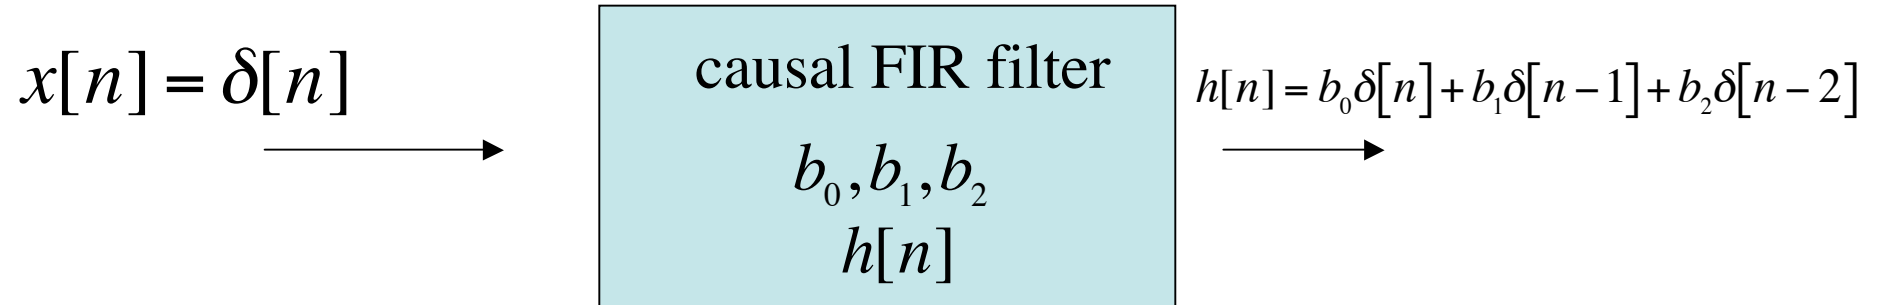 x[n] = δ[n]
causal FIR filter
b₀,b₁,b₂
h[n]
h[n] = b₀δ[n]+b₁δ[n−1]+b₂δ[n−2]